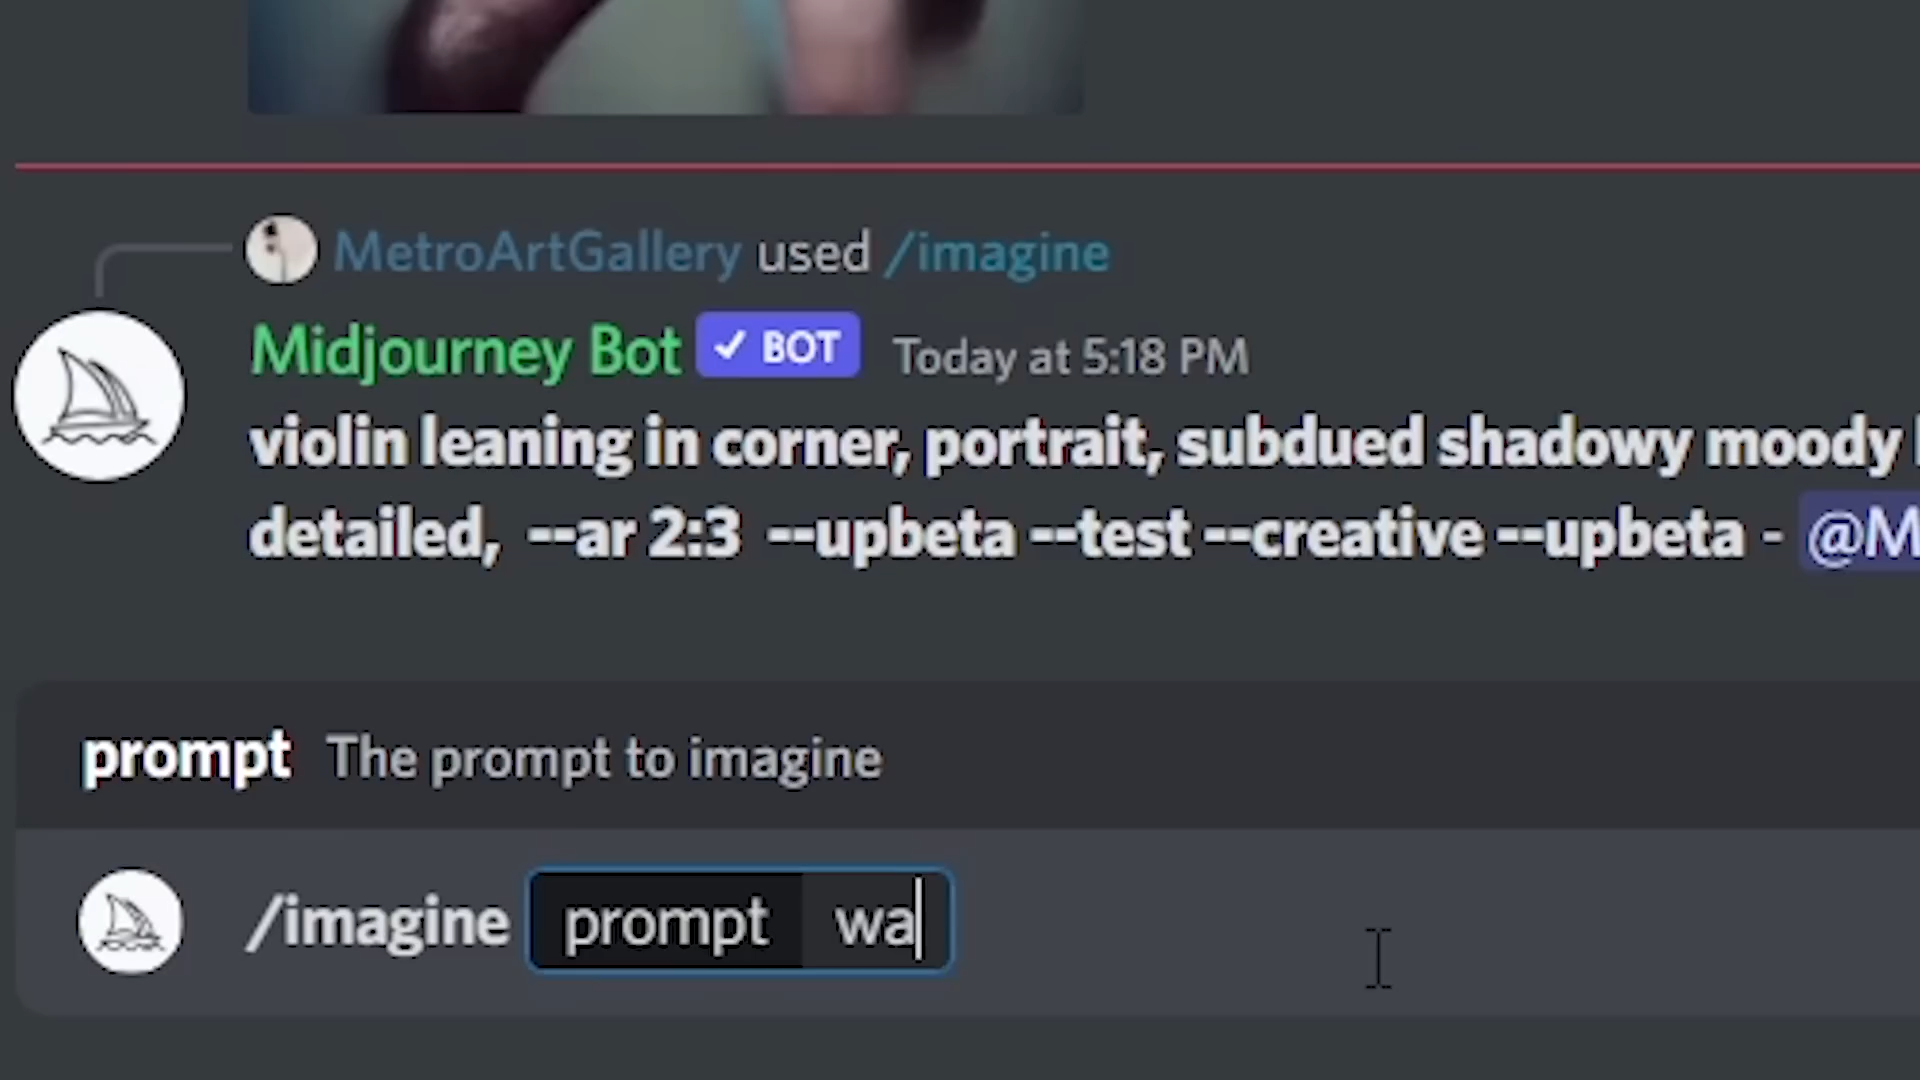 MetroArtGallery used /imagine
Midjourney Bot ✓ BOT Today at 5:18 PM
violin leaning in corner, portrait, subdued shadowy moody
detailed, --ar 2:3 --upbeta --test --creative --upbeta - @M
prompt The prompt to imagine
/imagine prompt wa